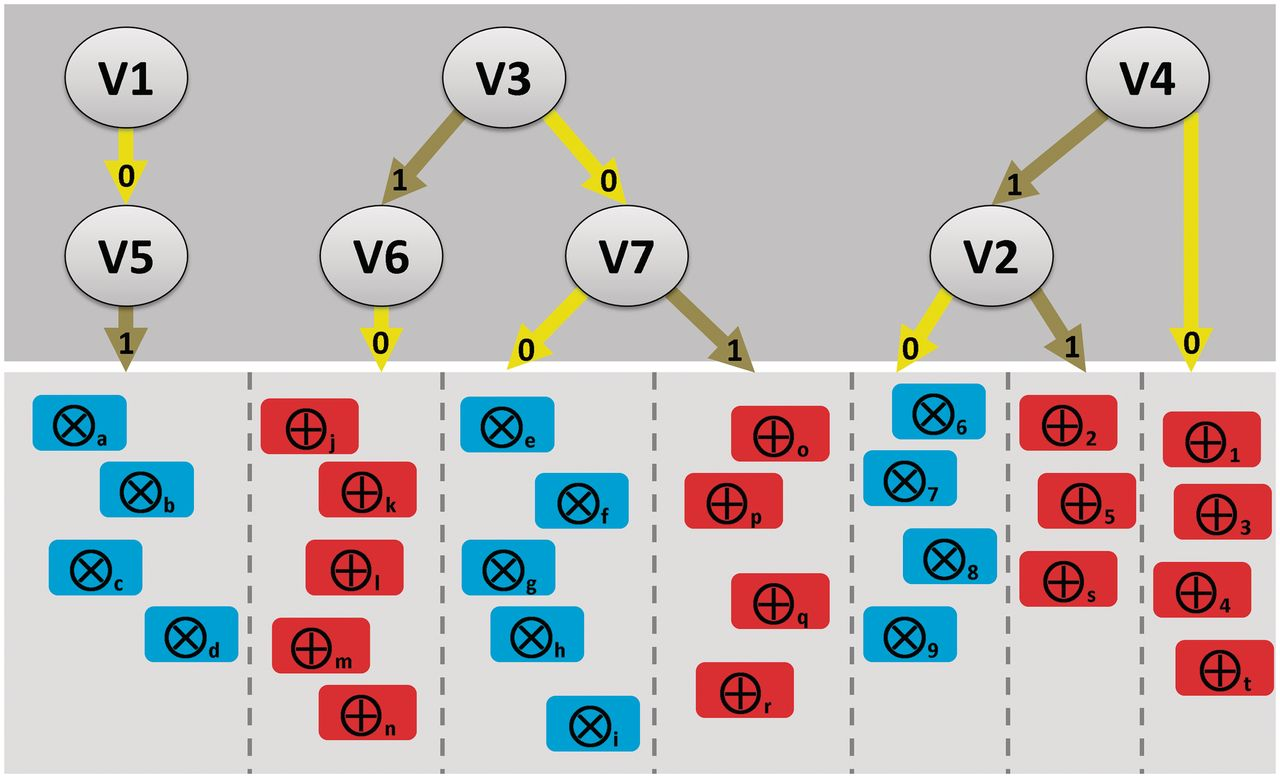 V1 V3 V4
0 1 0 1
V5 V6 V7 V2
1 0 0 1 0 1 0
a j e o 6 2 1
b k f p 7 5 3
c l g q 8 s 4
d m h r 9 t
n i